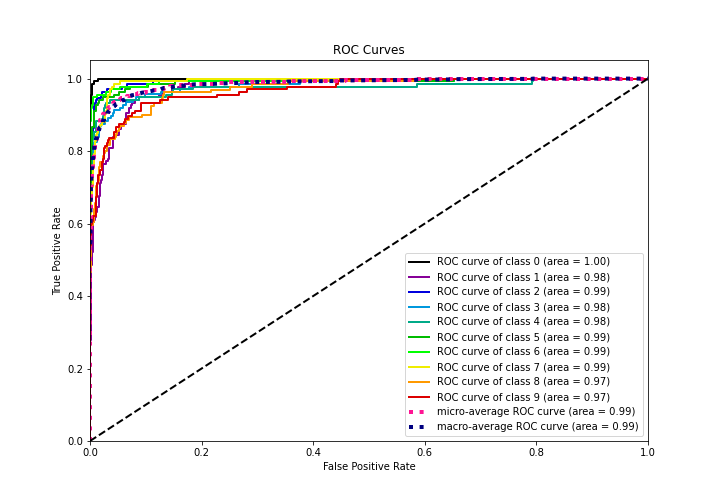 ROC Curves
True Positive Rate
1.0
0.8
0.6
0.4
0.2
0.0
ROC curve of class 0 (area = 1.00)
ROC curve of class 1 (area = 0.98)
ROC curve of class 2 (area = 0.99)
ROC curve of class 3 (area = 0.98)
ROC curve of class 4 (area = 0.98)
ROC curve of class 5 (area = 0.99)
ROC curve of class 6 (area = 0.99)
ROC curve of class 7 (area = 0.99)
ROC curve of class 8 (area = 0.97)
ROC curve of class 9 (area = 0.97)
micro-average ROC curve (area = 0.99)
macro-average ROC curve (area = 0.99)
0.0 0.2 0.4 0.6 0.8 1.0
False Positive Rate